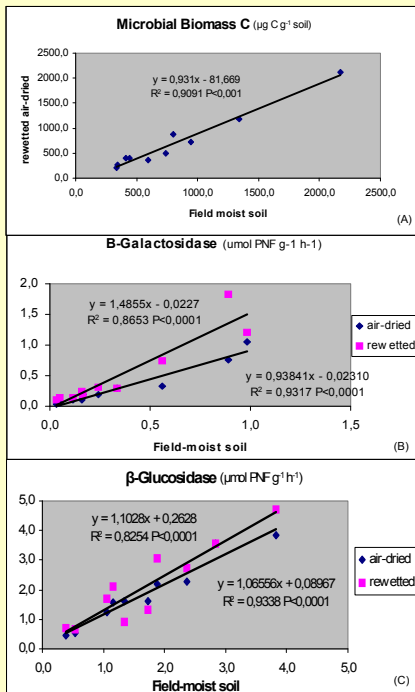 Microbial Biomass C (µg C g-1 soil)
rewetted air-dried
2500,0
2000,0
1500,0
1000,0
500,0
0,0
y = 0,931x - 81,669
R2 = 0,9091 P<0,001
0,0 500,0 1000,0 1500,0 2000,0 2500,0
Field moist soil
(A)
B-Galactosidase (umol PNF g-1 h-1)
2,0
1,5
1,0
0,5
0,0
y = 1,4855x - 0,0227
R2 = 0,8653 P<0,0001
y = 0,93841x - 0,02310
R2 = 0,9317 P<0,0001
air-dried
rewetted
0,0 0,5 1,0 1,5
Field-moist soil
(B)
β-Glucosidase (µmol PNF g-1 h-1)
5,0
4,0
3,0
2,0
1,0
0,0
y = 1,1028x + 0,2628
R2 = 0,8254 P<0,0001
y = 1,06556x + 0,08967
R2 = 0,9338 P<0,0001
air-dried
rewetted
0,0 1,0 2,0 3,0 4,0 5,0
Field-moist soil
(C)